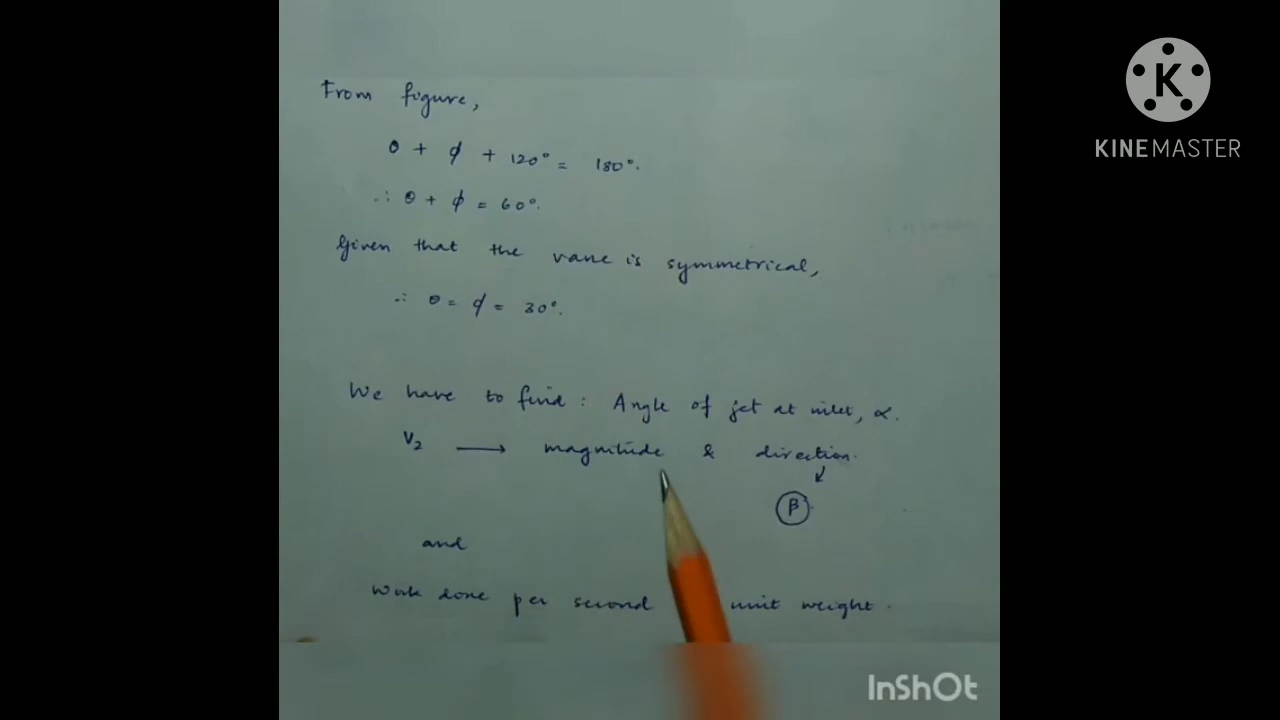 From figure,
θ + ϕ + 120° = 180°.
∴ θ + ϕ = 60°.
Given that the vane is symmetrical,
∴ θ = ϕ = 30°.
We have to find : Angle of jet at inlet, α.
V₂ → magnitude & direction.
β
and
Work done per second unit weight.
K
KINEMASTER
InShOt